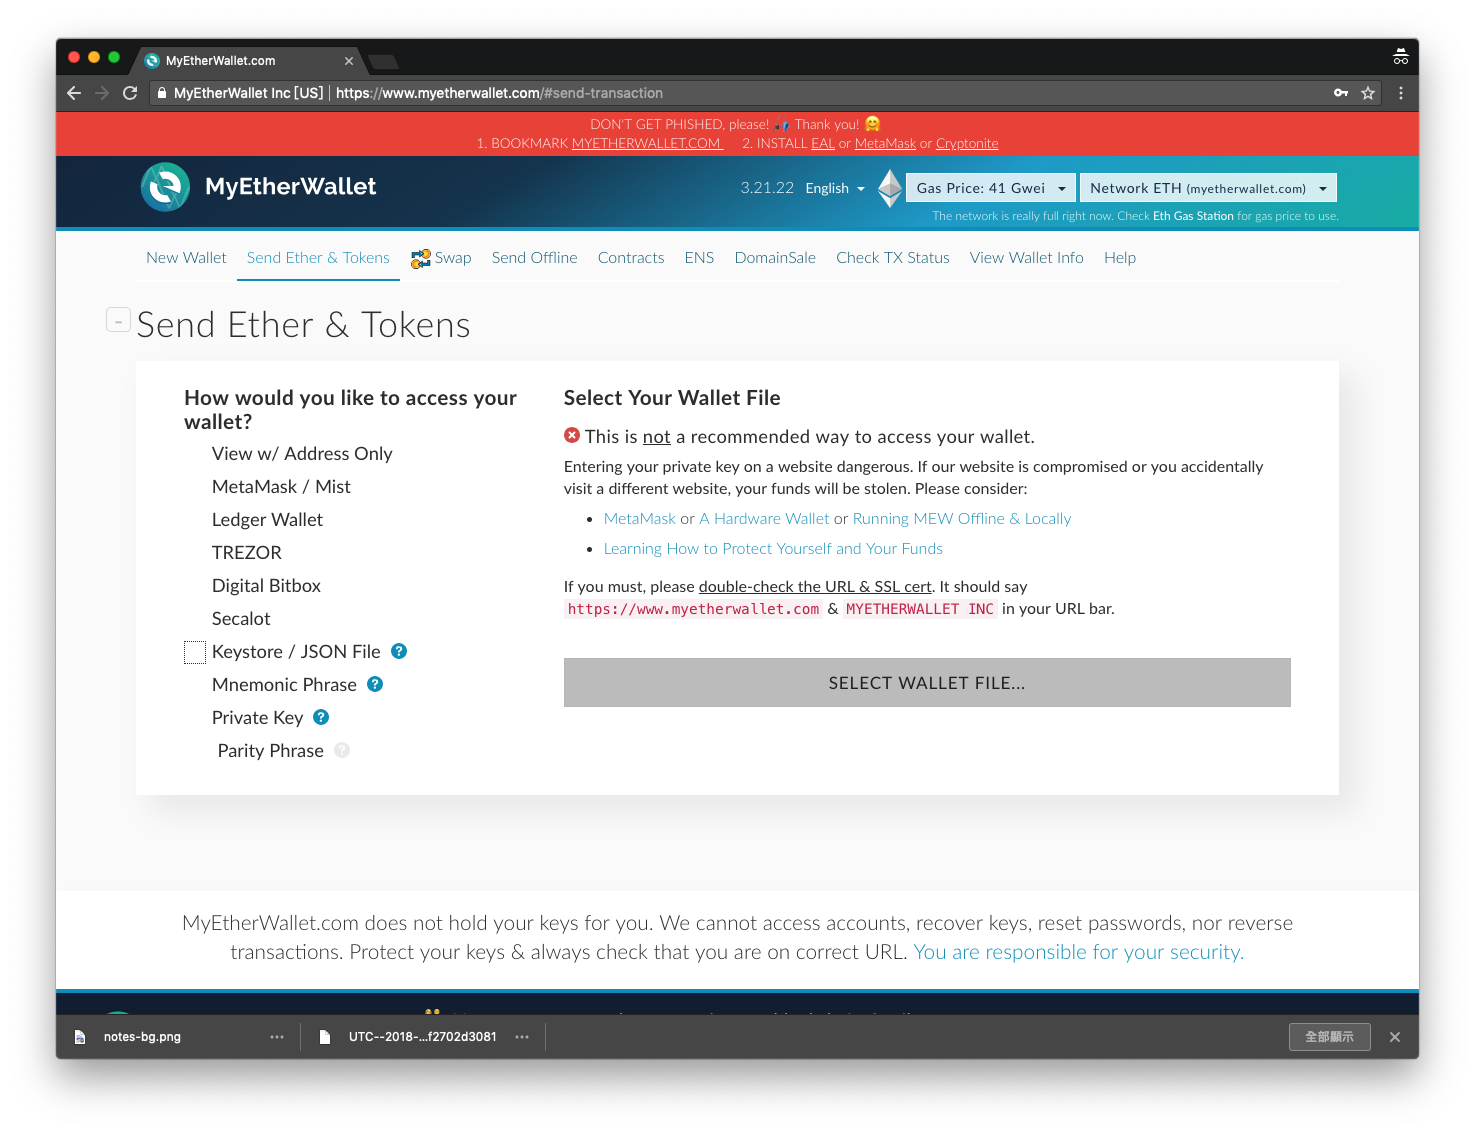 MyEtherWallet.com
MyEtherWallet Inc [US] | https://www.myetherwallet.com/#send-transaction
DON'T GET PHISHED, please! 🎣 Thank you! 🤗
1. BOOKMARK MYETHERWALLET.COM 2. INSTALL EAL or MetaMask or Cryptonite
MyEtherWallet
3.21.22 English Gas Price: 41 Gwei Network ETH (myetherwallet.com)
The network is really full right now. Check Eth Gas Station for gas price to use.
New Wallet Send Ether & Tokens Swap Send Offline Contracts ENS DomainSale Check TX Status View Wallet Info Help
- Send Ether & Tokens
How would you like to access your
wallet?
View w/ Address Only
MetaMask / Mist
Ledger Wallet
TREZOR
Digital Bitbox
Secalot
Keystore / JSON File ?
Mnemonic Phrase ?
Private Key ?
Parity Phrase ?
Select Your Wallet File
This is not a recommended way to access your wallet.
Entering your private key on a website dangerous. If our website is compromised or you accidentally
visit a different website, your funds will be stolen. Please consider:
• MetaMask or A Hardware Wallet or Running MEW Offline & Locally
• Learning How to Protect Yourself and Your Funds
If you must, please double-check the URL & SSL cert. It should say
https://www.myetherwallet.com & MYETHERWALLET INC in your URL bar.
SELECT WALLET FILE...
MyEtherWallet.com does not hold your keys for you. We cannot access accounts, recover keys, reset passwords, nor reverse
transactions. Protect your keys & always check that you are on correct URL. You are responsible for your security.
notes-bg.png UTC--2018-...f2702d3081 全部顯示